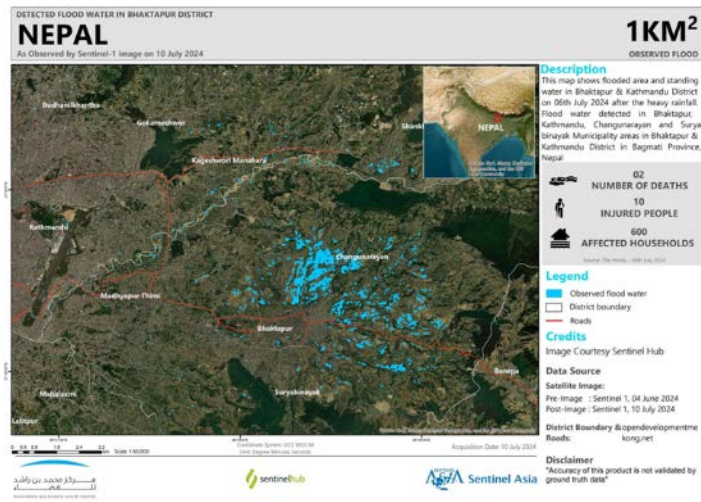 DETECTED FLOOD WATER IN BHAKTAPUR DISTRICT
NEPAL
As Observed by Sentinel-1 image on 10 July 2024
1KM²
OBSERVED FLOOD
Gokarneshwor
Kageshwori Manahara
Kathmandu
Changunarayan
Madhyapur Thimi
Bhaktapur
Suryabinayak
Banepa
Mahalaxmi
Lalitpur
NEPAL
Description
This map shows flooded area and standing
water in Bhaktapur & Kathmandu District
on 06th July 2024 after the heavy rainfall.
Flood water detected in Bhaktapur,
Kathmandu, Changunarayan and Surya
binayak Municipality areas in Bhaktapur &
Kathmandu District in Bagmati Province,
Nepal
02
NUMBER OF DEATHS
10
INJURED PEOPLE
600
AFFECTED HOUSEHOLDS
Legend
Observed flood water
District boundary
Roads
Credits
Image Courtesy Sentinel Hub
Data Source
Satellite Image:
Pre-Image : Sentinel 1, 04 June 2024
Post-Image : Sentinel 1, 10 July 2024
District Boundary & opendevelopmentme
Roads: kong.net
Disclaimer
"Accuracy of this product is not validated by
ground truth data"
Acquisition Date: 10 July 2024
مركز محمد بن راشد
للفضاء
sentinelhub
Sentinel Asia